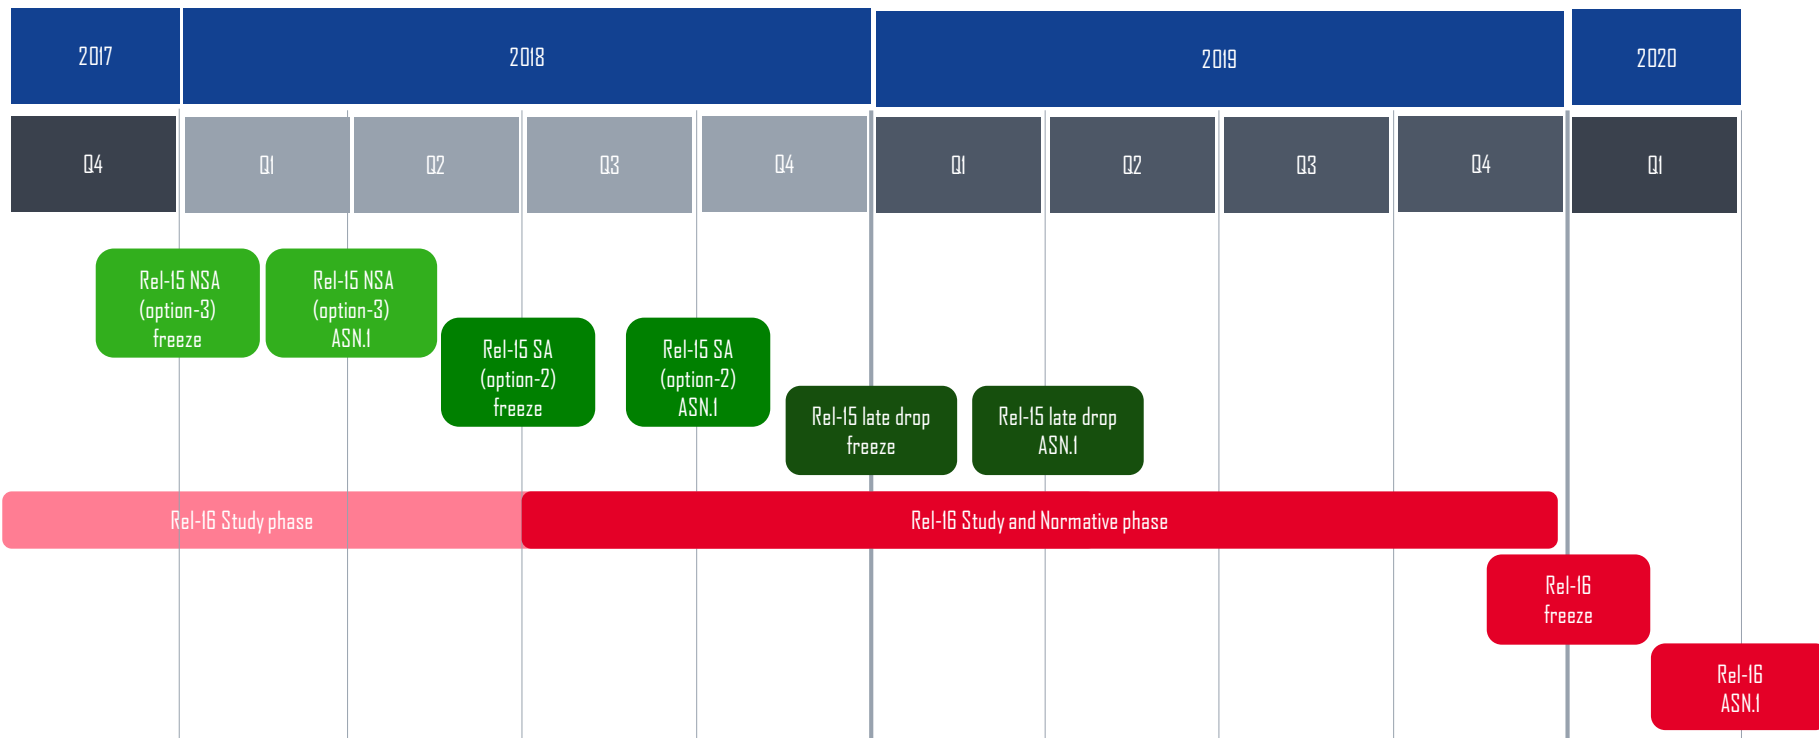 2017
2018
2019
2020
Q4
Q1
Q2
Q3
Q4
Q1
Q2
Q3
Q4
Q1
Rel-15 NSA
(option-3)
freeze
Rel-15 NSA
(option-3)
ASN.1
Rel-15 SA
(option-2)
freeze
Rel-15 SA
(option-2)
ASN.1
Rel-15 late drop
freeze
Rel-15 late drop
ASN.1
Rel-16 Study phase
Rel-16 Study and Normative phase
Rel-16
freeze
Rel-16
ASN.1